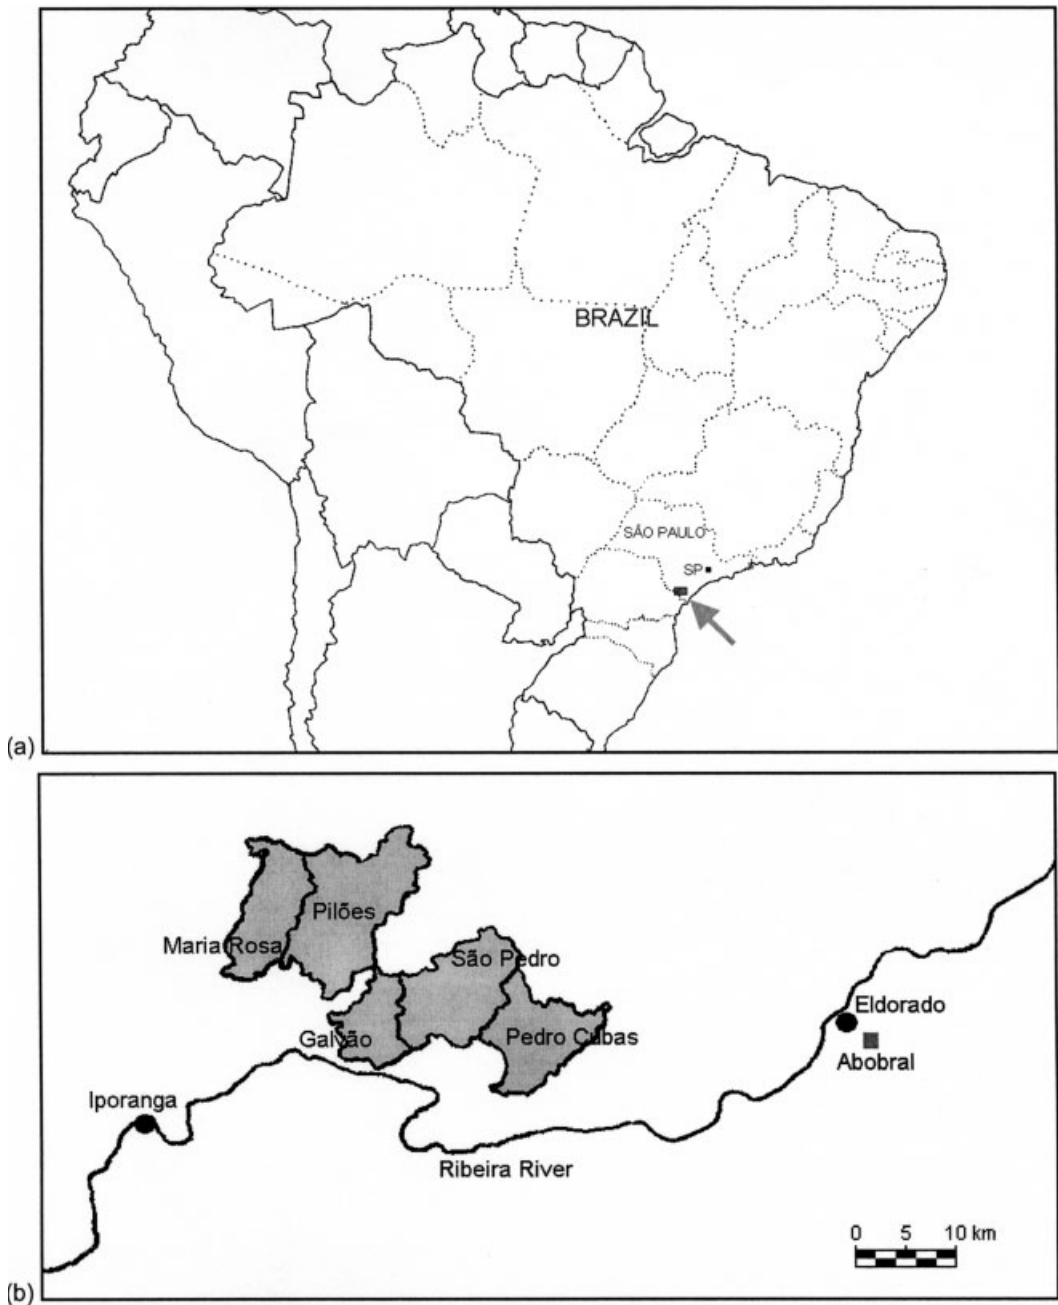 BRAZIL
SÃO PAULO
SP
(a)
Pilões
Maria Rosa
São Pedro
Galvão
Pedro Cubas
Eldorado
Abobral
Iporanga
Ribeira River
0 5 10 km
(b)